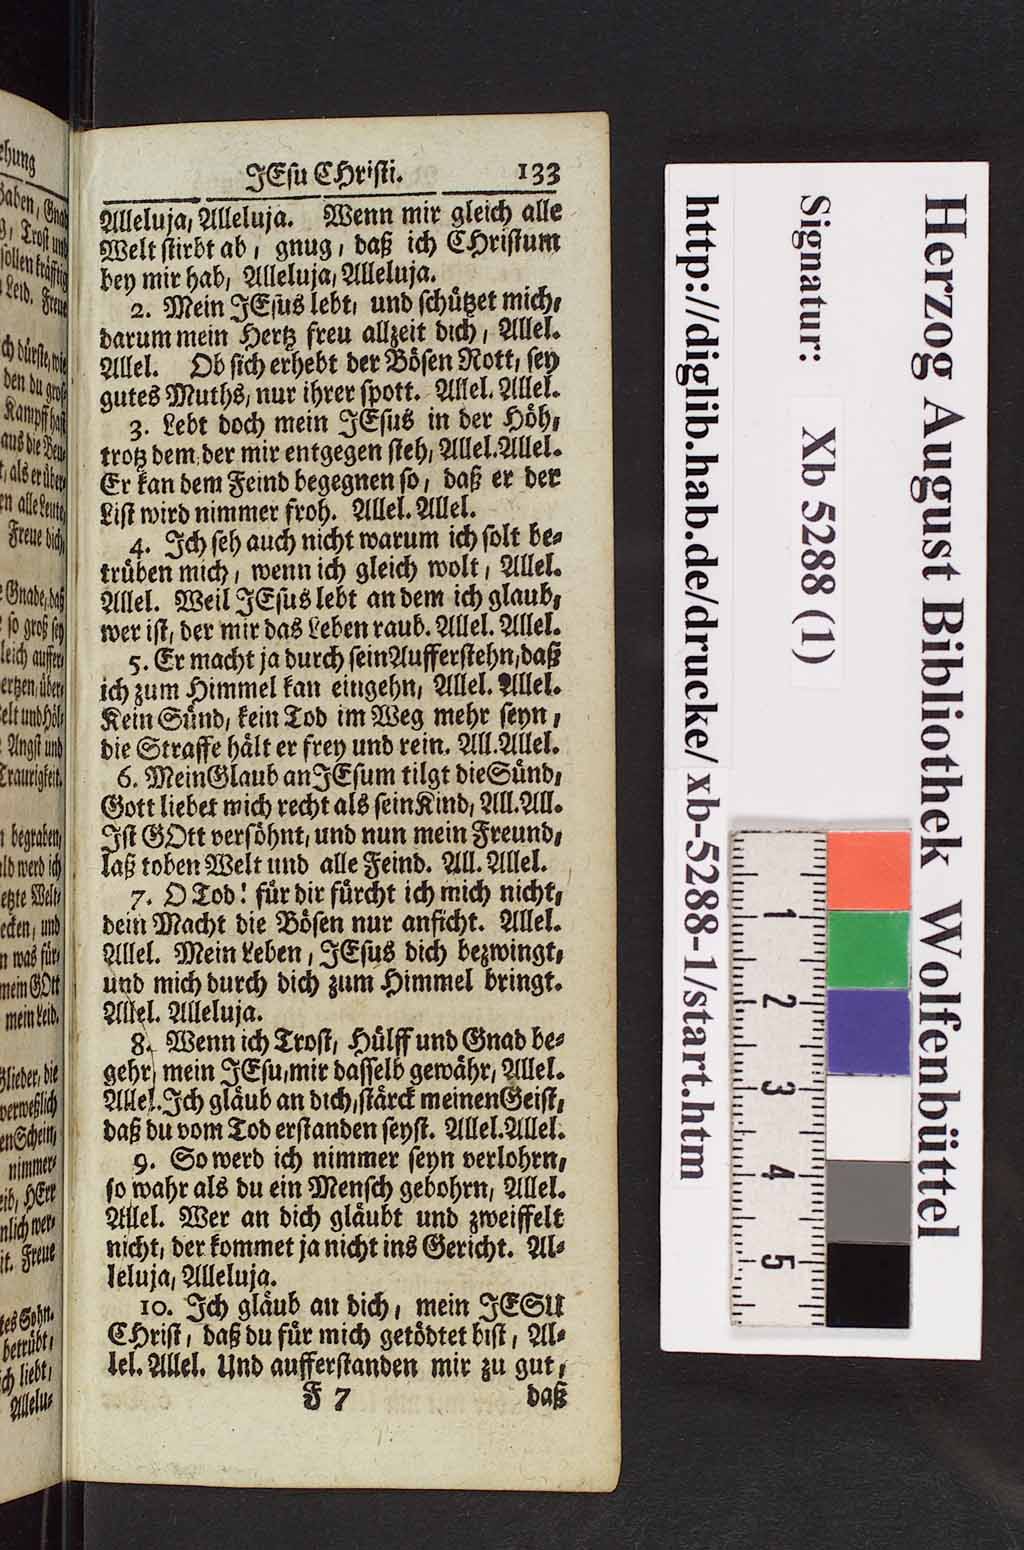 JEsu CHristi. 133
Alleluja, Alleluja. Wenn mir gleich alle
Welt stirbt ab, gnug, daß ich CHristum
bey mir hab, Alleluja, Alleluja.
2. Mein JEsus lebt, und schützet mich,
darum mein Hertz freu allzeit dich, Allel.
Allel. Ob sich erhebt der Bösen Rott, sey
gutes Muths, nur ihrer spott. Allel. Allel.
3. Lebt doch mein JEsus in der Höh,
trotz dem, der mir entgegen steh, Allel. Allel.
Er kan dem Feind begegnen so, daß er der
List wird nimmer froh. Allel. Allel.
4. Ich seh auch nicht warum ich solt be-
trüben mich, wenn ich gleich wolt, Allel.
Allel. Weil JEsus lebt an dem ich glaub,
wer ist, der mir das Leben raub. Allel. Allel.
5. Er macht ja durch sein Aufferstehn, daß
ich zum Himmel kan eingehn, Allel. Allel.
Kein Sünd, kein Tod im Weg mehr seyn,
die Strasse hält er frey und rein. All. Allel.
6. Mein Glaub an JEsum tilgt die Sünd,
Gott liebet mich recht als sein Kind, All. All.
Ist GOtt versöhnt, und nun mein Freund,
laß toben Welt und alle Feind. All. Allel.
7. O Tod! für dir fürcht ich mich nicht,
dein Macht die Bösen nur anficht. Allel.
Allel. Mein Leben, JEsus dich bezwingt,
und mich durch dich zum Himmel bringt.
Allel. Alleluja.
8. Wenn ich Trost, Hülff und Gnad be-
gehr, mein JEsu, mir dasselb gewähr, Allel.
Allel. Ich gläub an dich, stärck meinen Geist,
daß du vom Tod erstanden seyst. Allel. Allel.
9. So werd ich nimmer seyn verlohrn,
so wahr als du ein Mensch gebohrn, Allel.
Allel. Wer an dich gläubt und zweiffelt
nicht, der kommet ja nicht ins Gericht. Al-
leluja, Alleluja.
10. Ich gläub an dich, mein JESU
CHrist, daß du für mich getödtet bist, Al-
lel. Allel. Und aufferstanden mir zu gut,
F 7 daß
Herzog August Bibliothek Wolfenbüttel
Signatur: Xb 5288 (1)
http://diglib.hab.de/drucke/xb-5288-1/start.htm
1
2
3
4
5